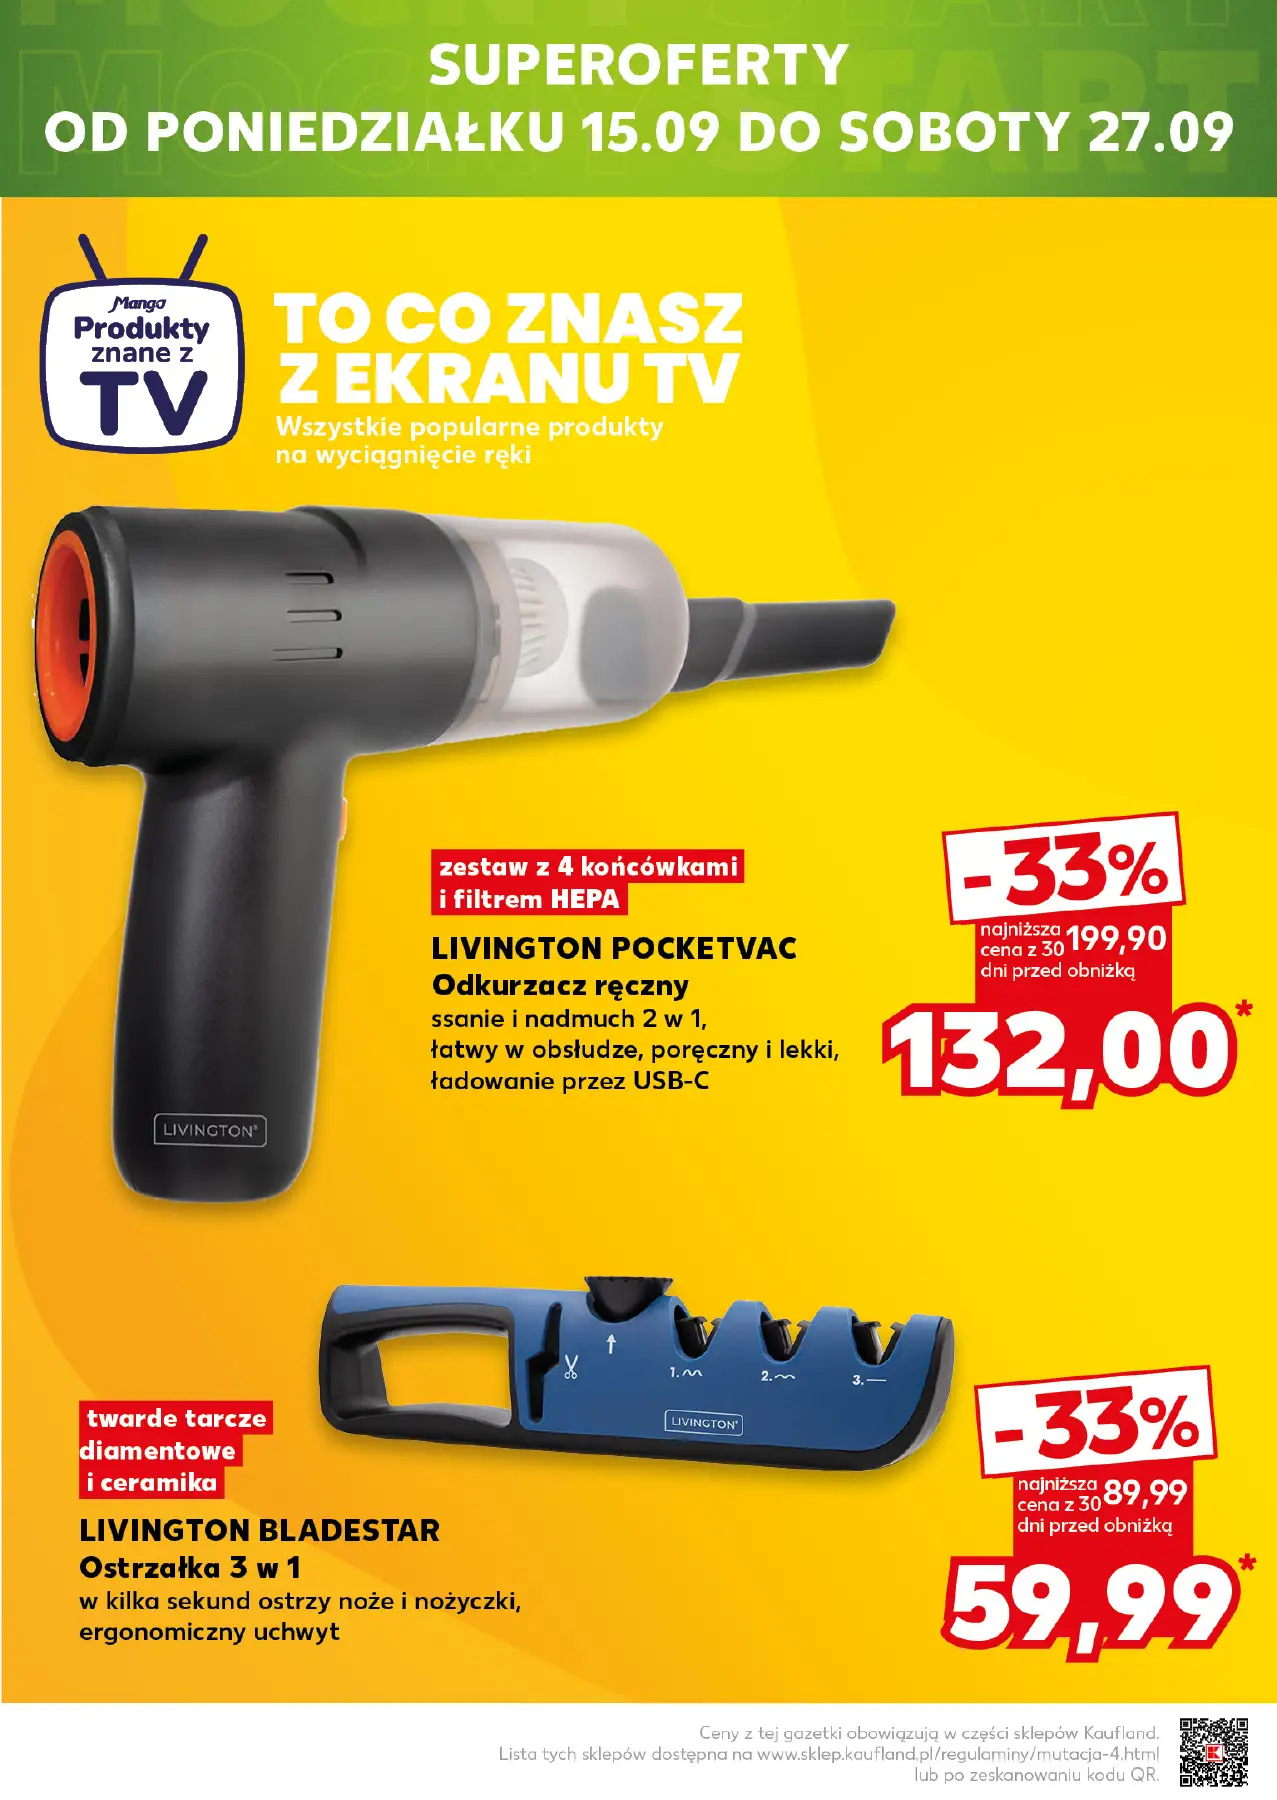 MOCNY START
SUPEROFERTY
OD PONIEDZIAŁKU 15.09 DO SOBOTY 27.09
Mango
Produkty
znane z
TV
TO CO ZNASZ
Z EKRANU TV
Wszystkie popularne produkty
na wyciągnięcie ręki
zestaw z 4 końcówkami
i filtrem HEPA
LIVINGTON POCKETVAC
Odkurzacz ręczny
ssanie i nadmuch 2 w 1,
łatwy w obsłudze, poręczny i lekki,
ładowanie przez USB-C
-33%
najniższa
cena z 30 199,90
dni przed obniżką
132,00*
LIVINGTON®
1.
2.
3.
LIVINGTON®
twarde tarcze
diamentowe
i ceramika
LIVINGTON BLADESTAR
Ostrzałka 3 w 1
w kilka sekund ostrzy noże i nożyczki,
ergonomiczny uchwyt
-33%
najniższa
cena z 30 89,99
dni przed obniżką
59,99*
Ceny z tej gazetki obowiązują w części sklepów Kaufland.
Lista tych sklepów dostępna na www.sklep.kaufland.pl/regulaminy/mutacja-4.html
lub po zeskanowaniu kodu QR.